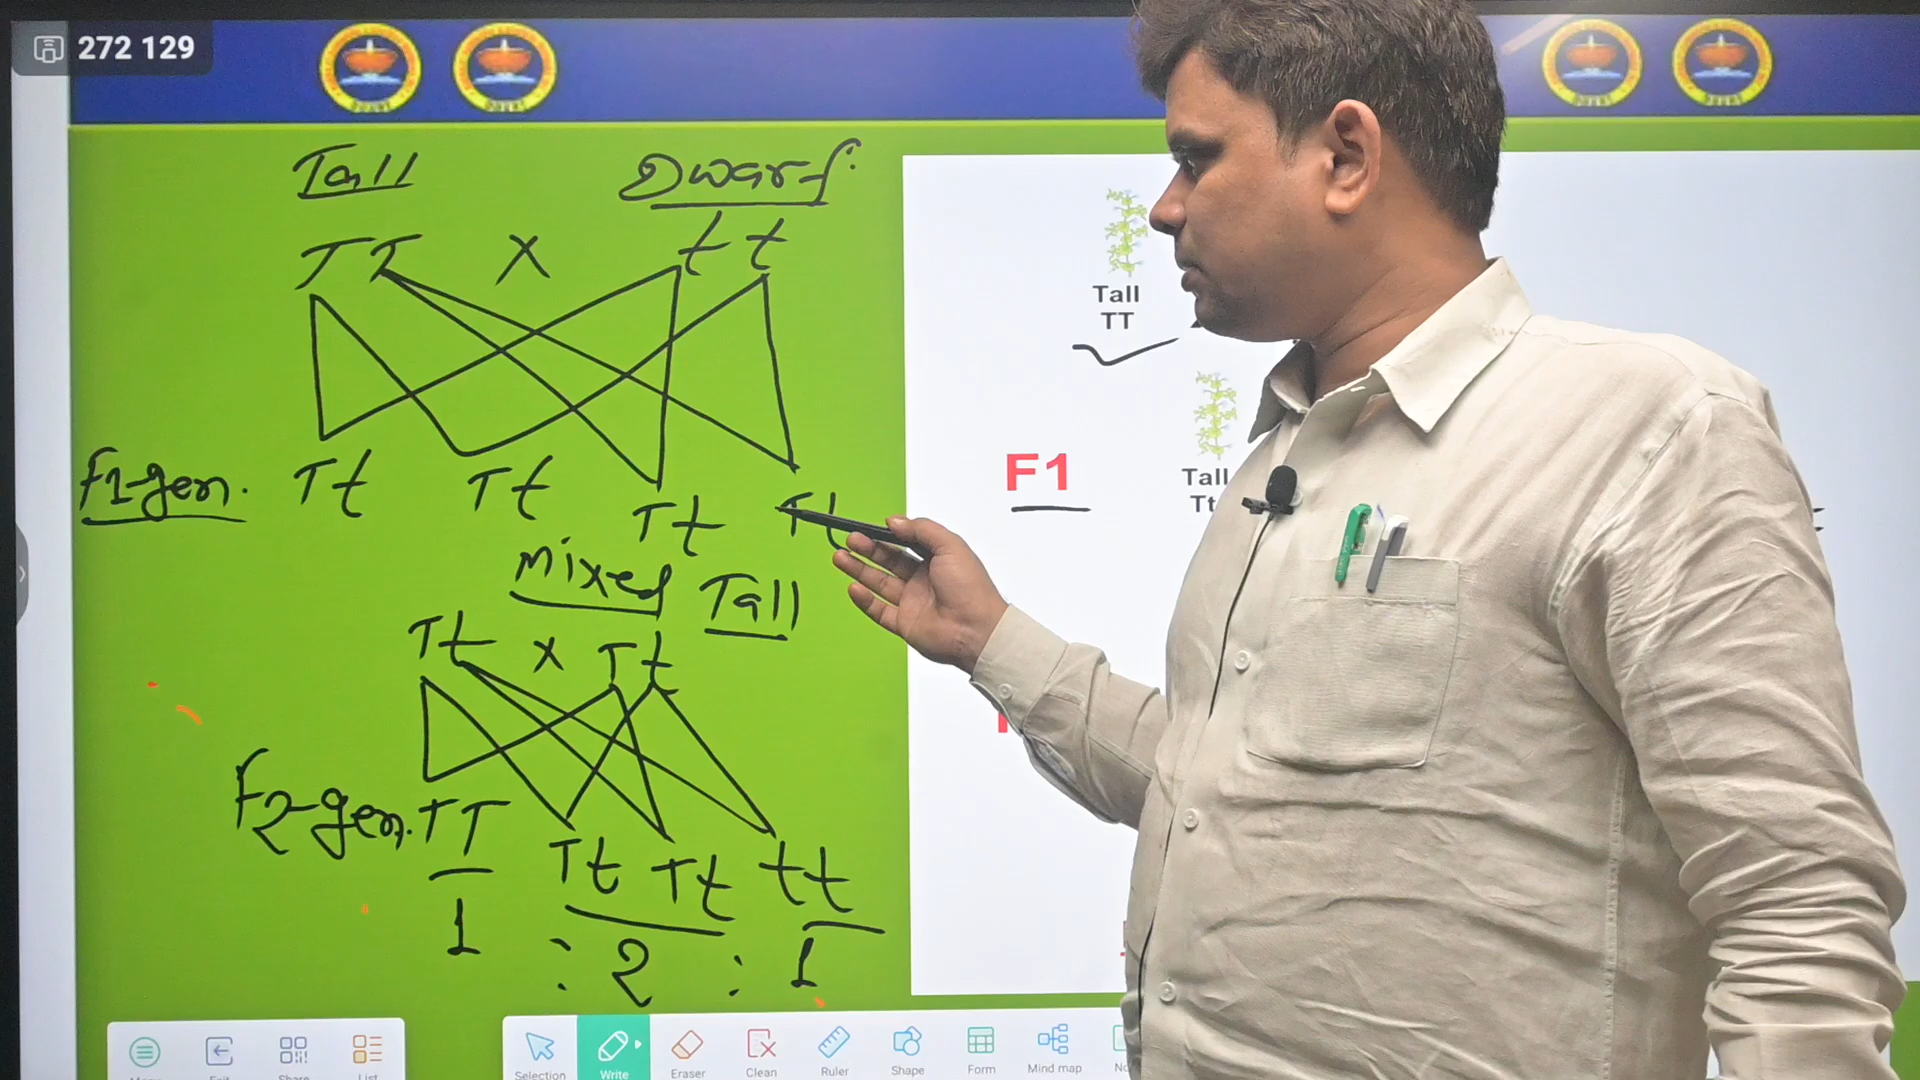 272 129
Tall Dwarf
TT X tt
Tall
TT
F1-gen. Tt Tt Tt Tt
F1
Tall
Tt
mixed Tall
Tt X Tt
F2-gen. TT Tt Tt tt
1 : 2 : 1
Selection Write Eraser Clean Ruler Shape Form Mind map
Share List